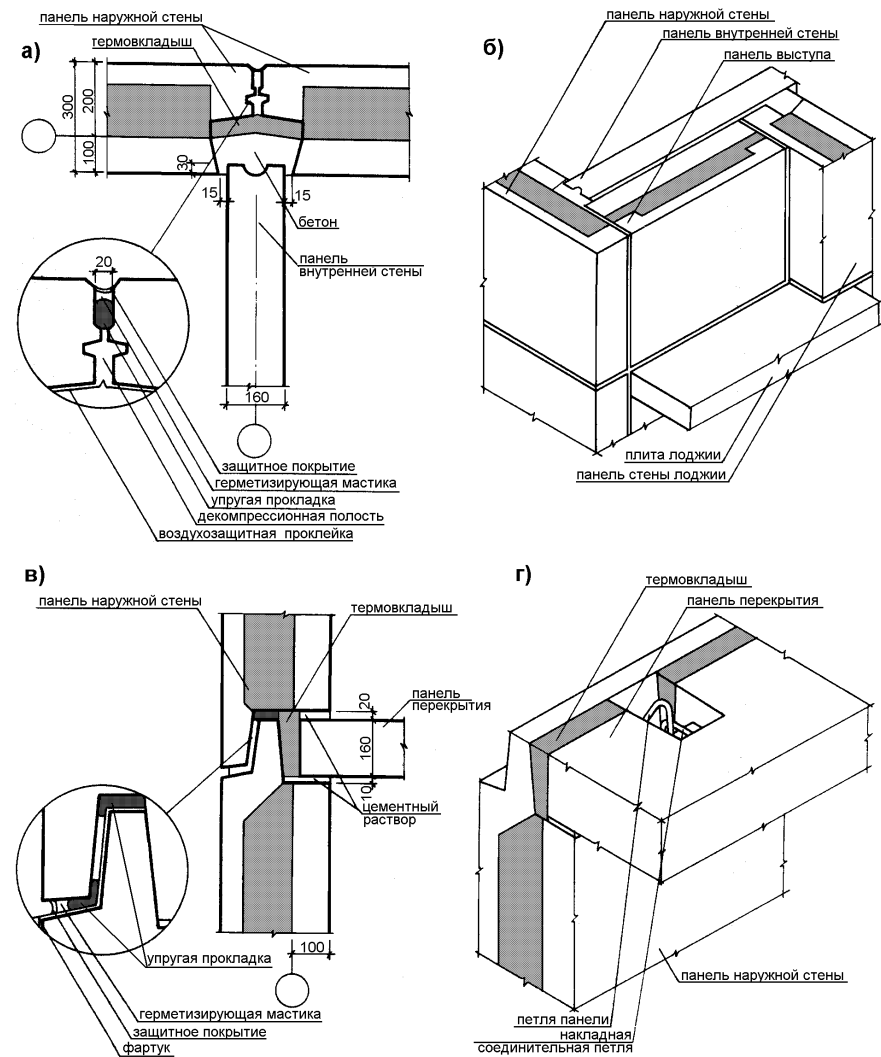 а)
панель наружной стены
термовкладыш
300
200
100
30
15
15
бетон
панель
внутренней стены
20
160
защитное покрытие
герметизирующая мастика
упругая прокладка
декомпрессионная полость
воздухозащитная проклейка
б)
панель наружной стены
панель внутренней стены
панель выступа
плита лоджии
панель стены лоджии
в)
панель наружной стены
термовкладыш
панель
перекрытия
20
160
10
цементный
раствор
100
упругая прокладка
герметизирующая мастика
защитное покрытие
фартук
г)
термовкладыш
панель перекрытия
панель наружной стены
петля панели
накладная
соединительная петля